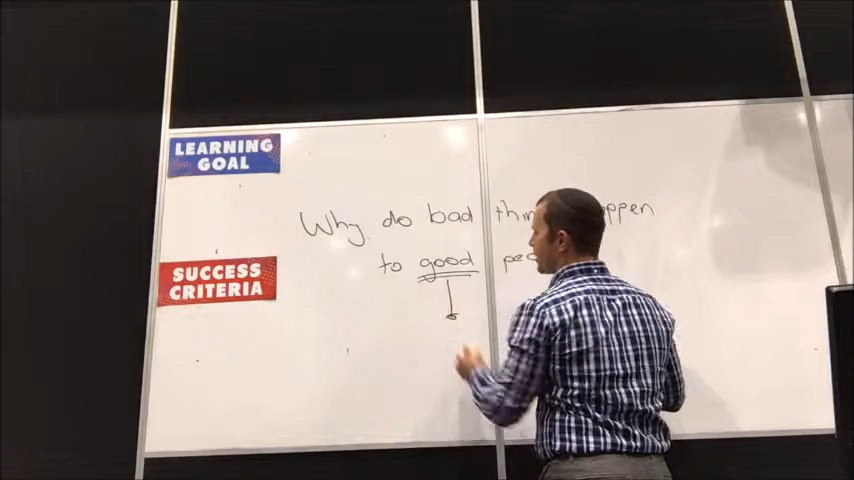 LEARNING
GOAL
Why do bad
to good
SUCCESS
CRITERIA